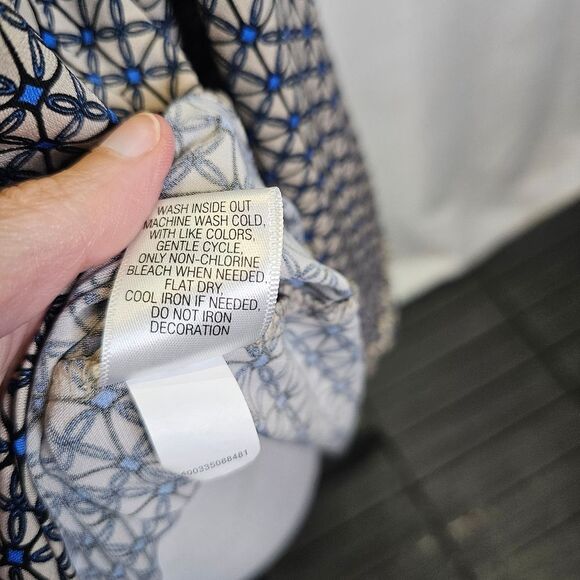 WASH INSIDE OUT
MACHINE WASH COLD,
WITH LIKE COLORS,
GENTLE CYCLE,
ONLY NON-CHLORINE
BLEACH WHEN NEEDED,
FLAT DRY,
COOL IRON IF NEEDED,
DO NOT IRON
DECORATION